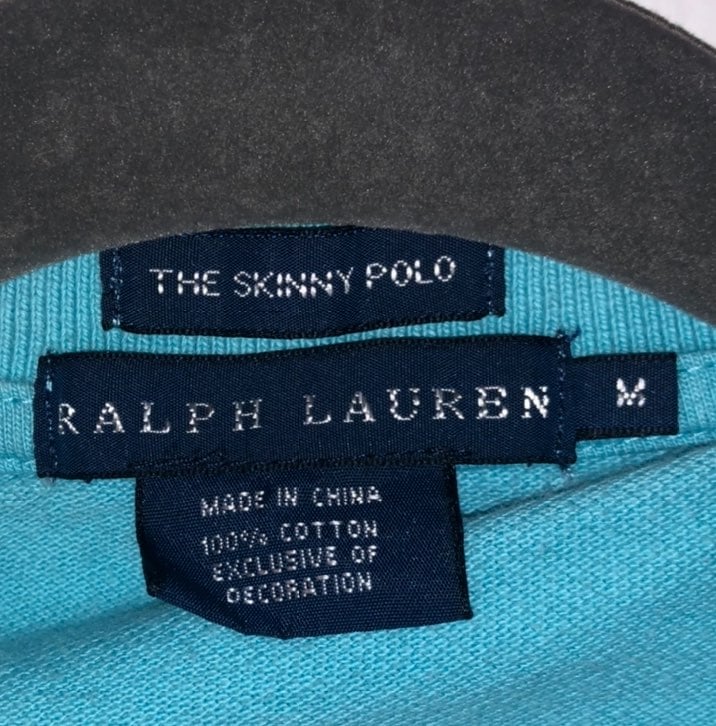 THE SKINNY POLO
RALPH LAUREN
M
MADE IN CHINA
100% COTTON
EXCLUSIVE OF
DECORATION